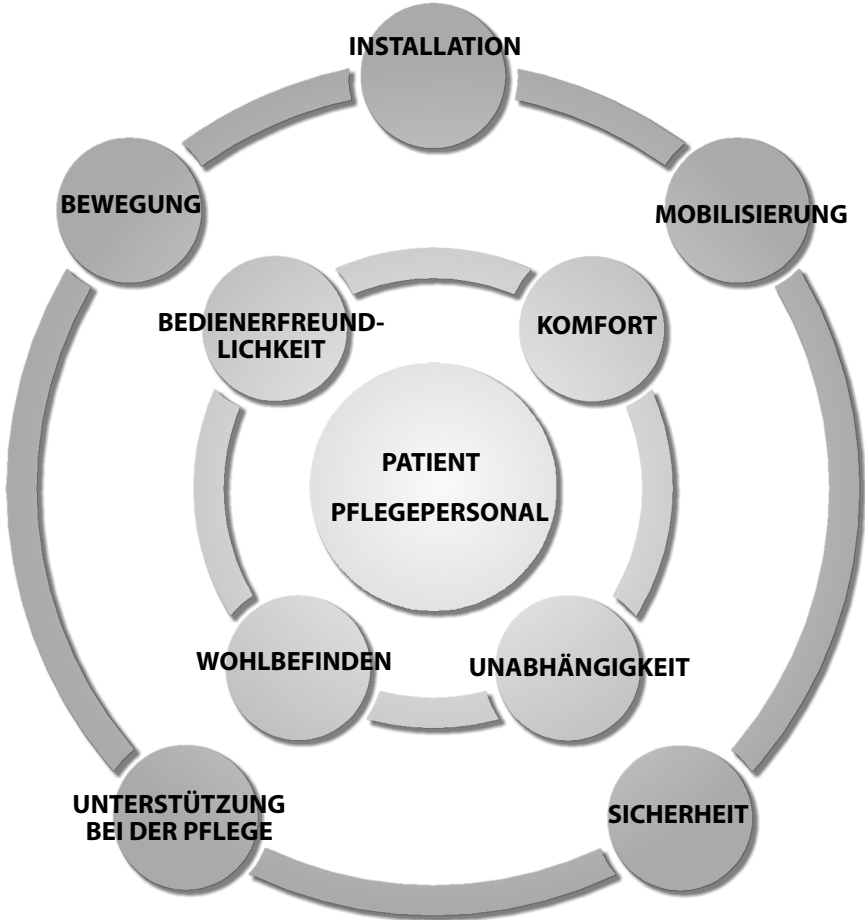 INSTALLATION
BEWEGUNG
MOBILISIERUNG
BEDIENERFREUND-
LICHKEIT
KOMFORT
PATIENT
PFLEGEPERSONAL
WOHLBEFINDEN
UNABHÄNGIGKEIT
UNTERSTÜTZUNG
BEI DER PFLEGE
SICHERHEIT